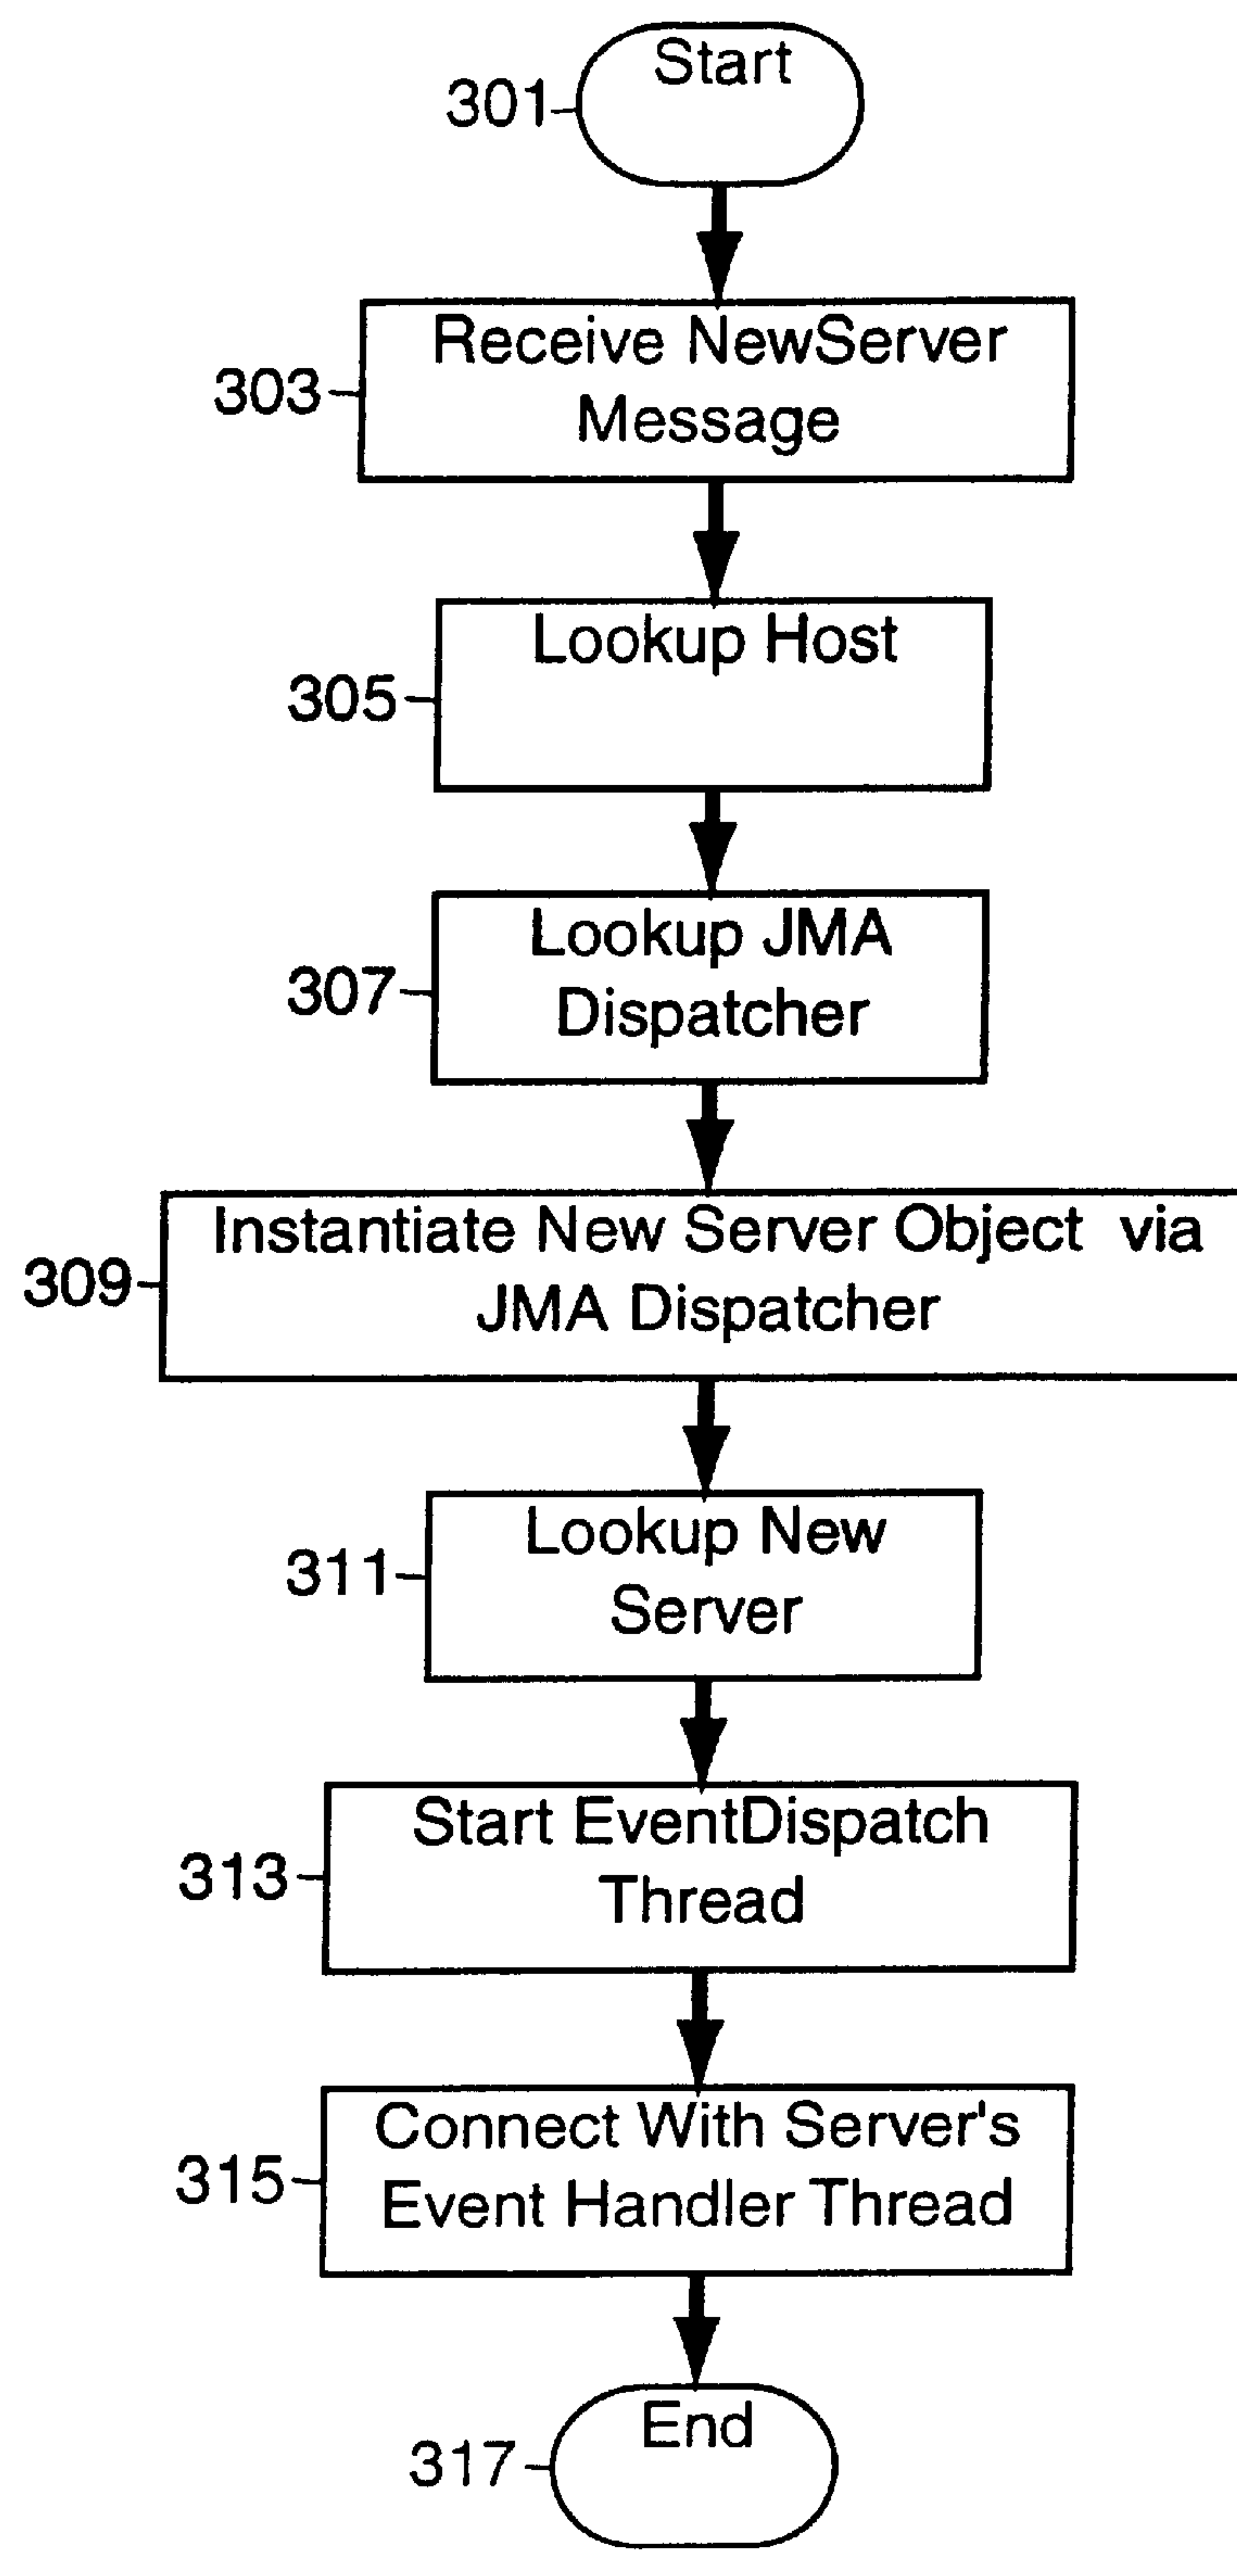 Start
301
Receive NewServer
Message
303
Lookup Host
305
Lookup JMA
Dispatcher
307
Instantiate New Server Object via
JMA Dispatcher
309
Lookup New
Server
311
Start EventDispatch
Thread
313
Connect With Server's
Event Handler Thread
315
End
317